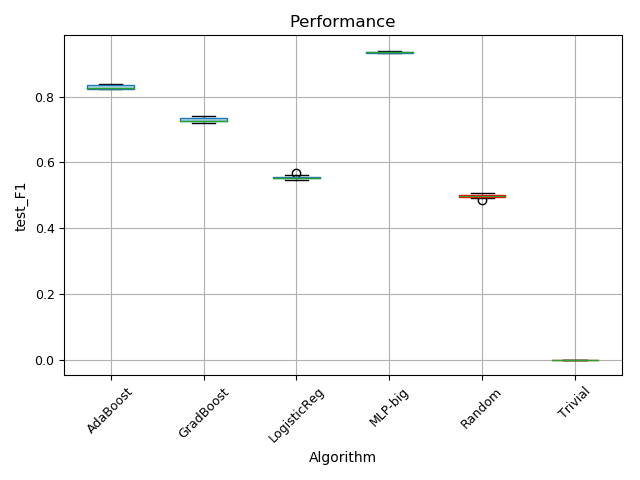 Performance
test_F1
0.8
0.6
0.4
0.2
0.0
AdaBoost
GradBoost
LogisticReg
MLP-big
Random
Trivial
Algorithm